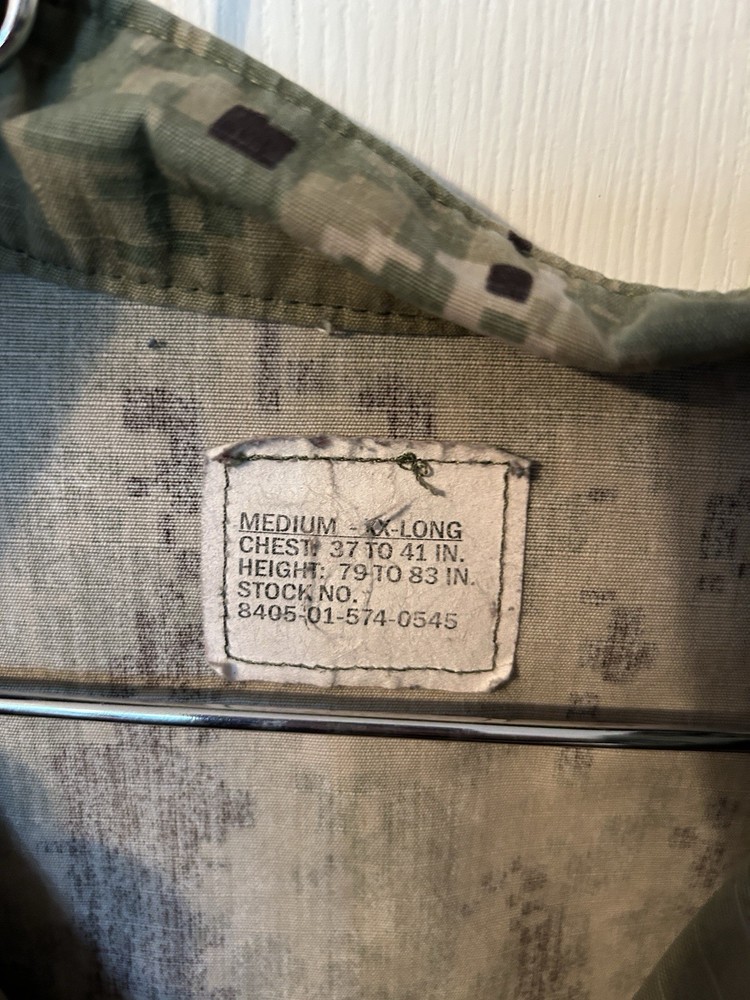 MEDIUM - XX-LONG
CHEST: 37 TO 41 IN.
HEIGHT: 79 TO 83 IN.
STOCK NO.
8405-01-574-0545